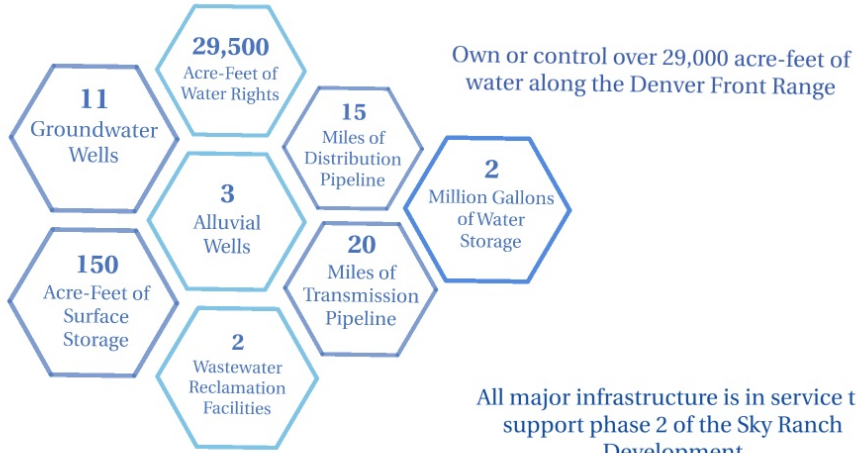 29,500
Acre-Feet of
Water Rights
11
Groundwater
Wells
15
Miles of
Distribution
Pipeline
3
Alluvial
Wells
2
Million Gallons
of Water
Storage
150
Acre-Feet of
Surface
Storage
20
Miles of
Transmission
Pipeline
2
Wastewater
Reclamation
Facilities
Own or control over 29,000 acre-feet of
water along the Denver Front Range
All major infrastructure is in service t
support phase 2 of the Sky Ranch
Development